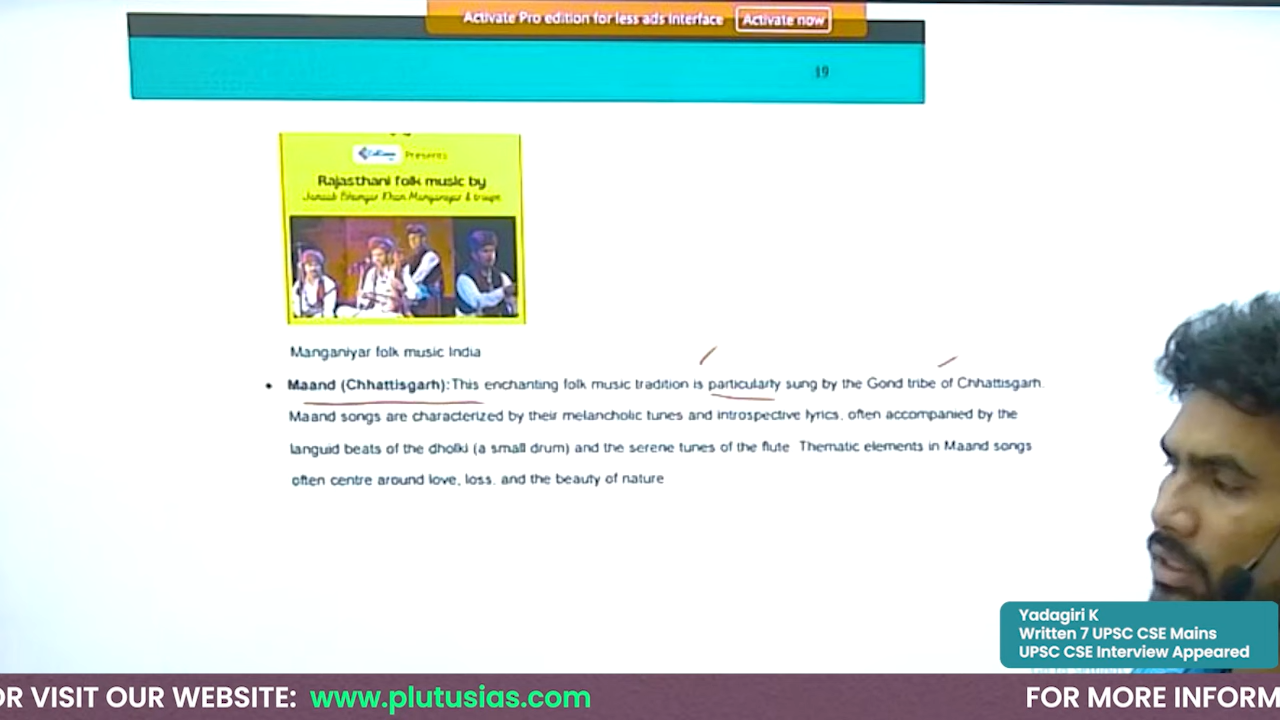 Activate Pro edition for less ads interface Activate now
19
Presents
Rajasthani folk music by
Khan Manganiyar & troupe
Manganiyar folk music India
• Maand (Chhattisgarh): This enchanting folk music tradition is particularly sung by the Gond tribe of Chhattisgarh.
Maand songs are characterized by their melancholic tunes and introspective lyrics, often accompanied by the
languid beats of the dholki (a small drum) and the serene tunes of the flute. Thematic elements in Maand songs
often centre around love, loss, and the beauty of nature
Yadagiri K
Written 7 UPSC CSE Mains
UPSC CSE Interview Appeared
OR VISIT OUR WEBSITE: www.plutusias.com FOR MORE INFORM